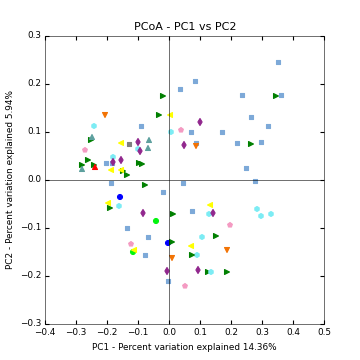 PCoA - PC1 vs PC2
0.3
0.2
0.1
0.0
−0.1
−0.2
−0.3
PC2 - Percent variation explained 5.94%
−0.4 −0.3 −0.2 −0.1 0.0 0.1 0.2 0.3 0.4 0.5
PC1 - Percent variation explained 14.36%